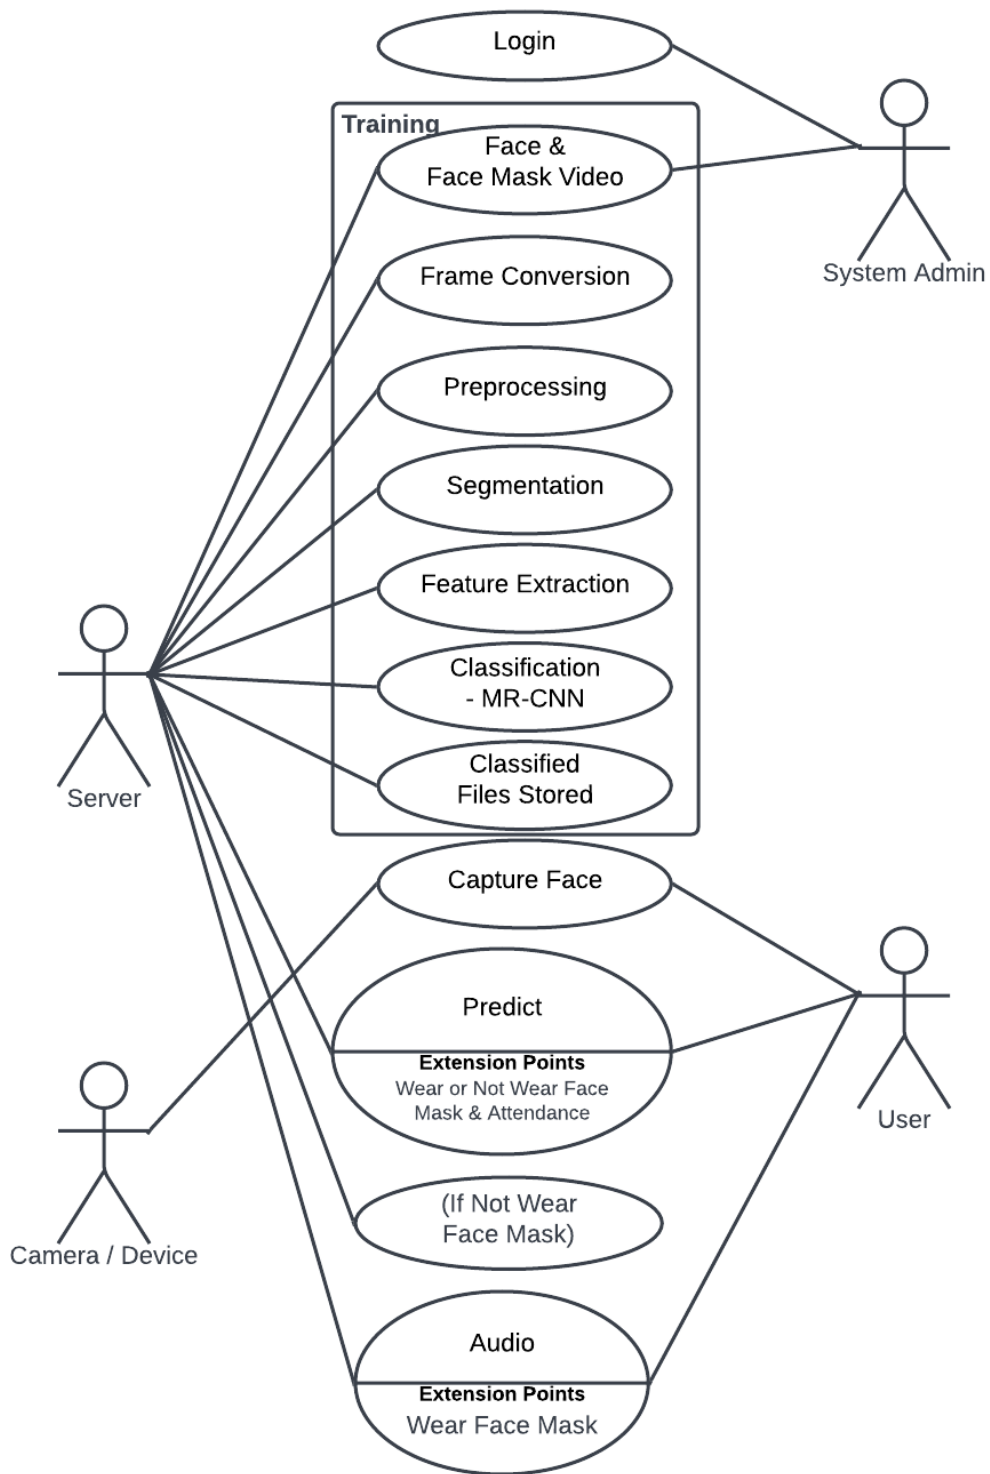 Login
Training
Face &
Face Mask Video
System Admin
Frame Conversion
Preprocessing
Segmentation
Feature Extraction
Classification
- MR-CNN
Server
Classified
Files Stored
Capture Face
Predict
Extension Points
Wear or Not Wear Face
Mask & Attendance
User
(If Not Wear
Face Mask)
Camera / Device
Audio
Extension Points
Wear Face Mask